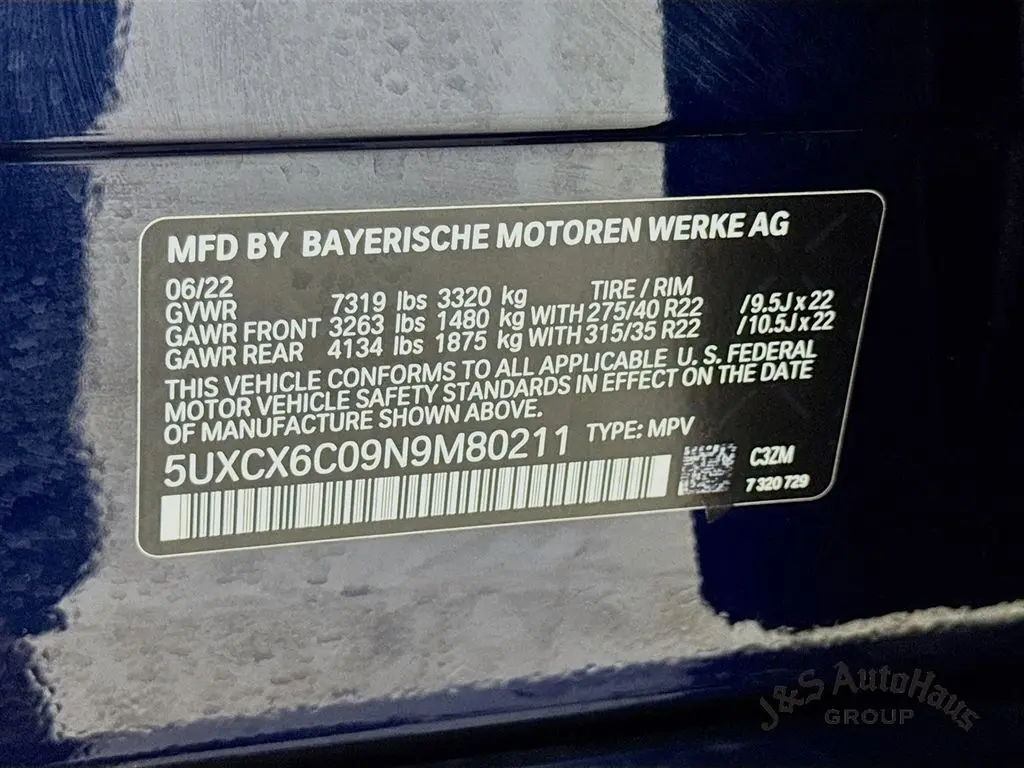 MFD BY BAYERISCHE MOTOREN WERKE AG
06/22 TIRE / RIM
GVWR 7319 lbs 3320 kg
GAWR FRONT 3263 lbs 1480 kg WITH 275/40 R22 /9.5J x 22
GAWR REAR 4134 lbs 1875 kg WITH 315/35 R22 /10.5J x 22
THIS VEHICLE CONFORMS TO ALL APPLICABLE U. S. FEDERAL
MOTOR VEHICLE SAFETY STANDARDS IN EFFECT ON THE DATE
OF MANUFACTURE SHOWN ABOVE.
5UXCX6C09N9M80211 TYPE: MPV
C3ZM
7 320 729
J&S AutoHaus
GROUP